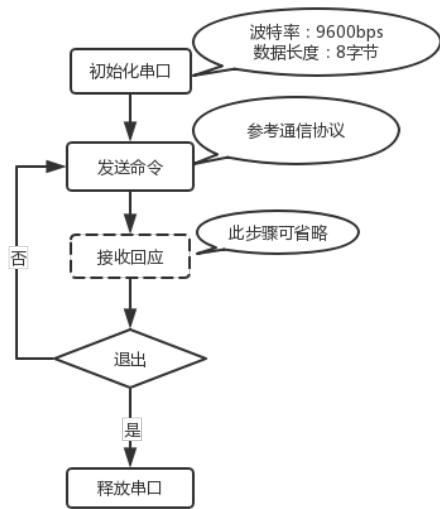 波特率：9600bps
数据长度：8字节
初始化串口
发送命令
参考通信协议
接收回应
此步骤可省略
否
退出
是
释放串口